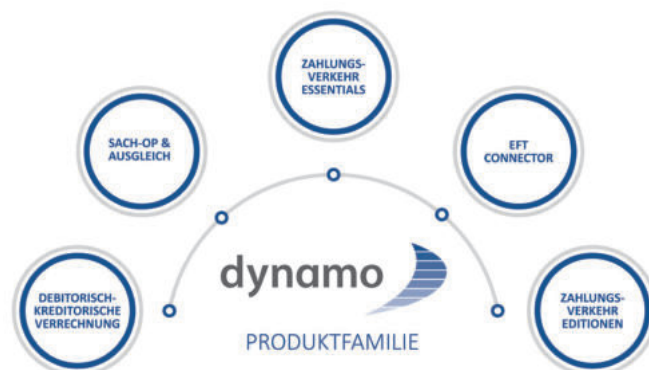 ZAHLUNGS-
VERKEHR
ESSENTIALS
SACH-OP &
AUSGLEICH
EFT
CONNECTOR
DEBITORISCH-
KREDITORISCHE
VERRECHNUNG
dynamo
PRODUKTFAMILIE
ZAHLUNGS-
VERKEHR
EDITIONEN